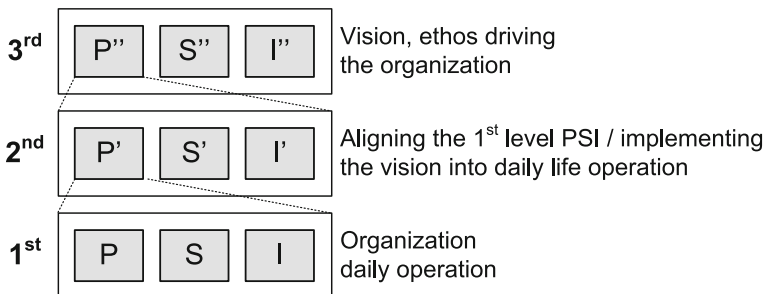 3rd P'' S'' I'' Vision, ethos driving
the organization
2nd P' S' I' Aligning the 1st level PSI / implementing
the vision into daily life operation
1st P S I Organization
daily operation